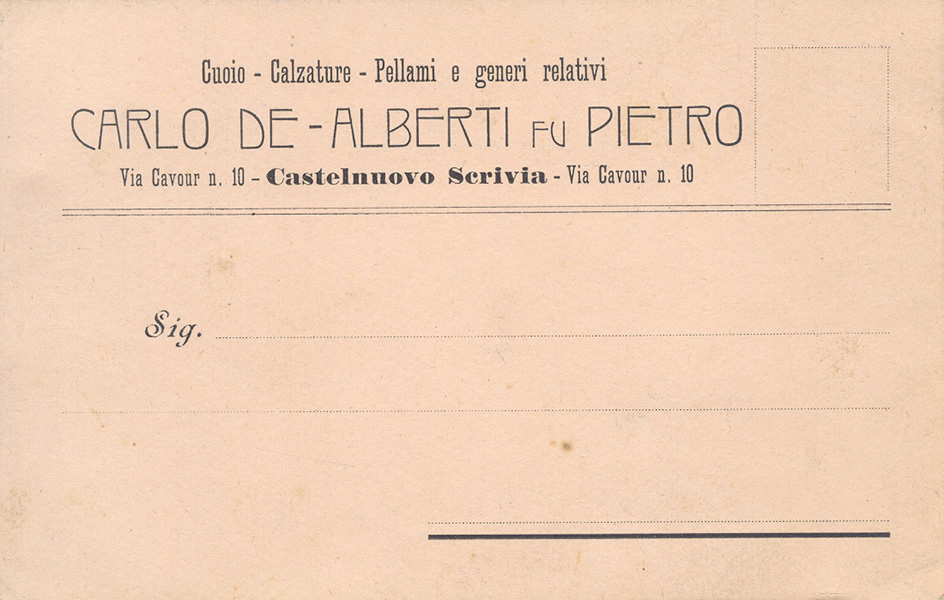 Cuoio - Calzature - Pellami e generi relativi
CARLO DE-ALBERTI FU PIETRO
Via Cavour n. 10 - Castelnuovo Scrivia - Via Cavour n. 10
Sig.